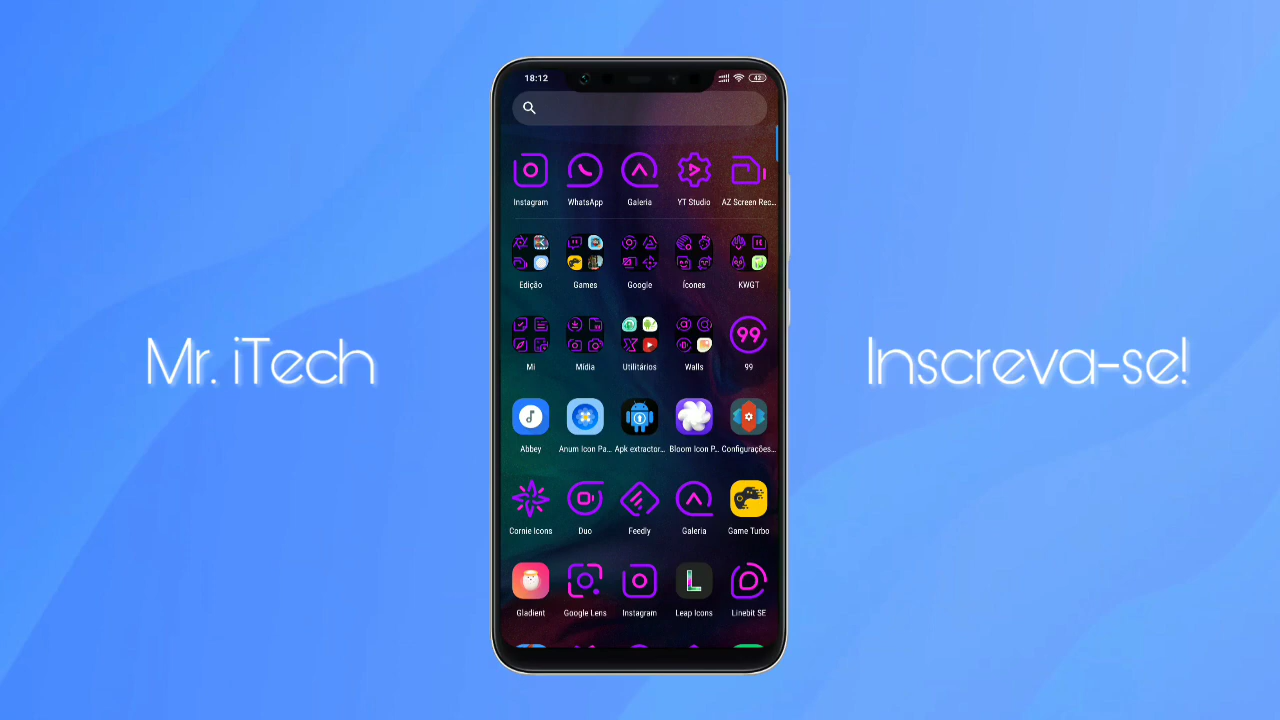 18:12
42
Mr. iTech
Inscreva-se!
Instagram WhatsApp Galeria YT Studio AZ Screen Rec...
Edição Games Google Ícones KWGT
99
Mi Mídia Utilitários Walls 99
Abbey Anum Icon Pa... Apk extractor... Bloom Icon P... Configurações...
Cornie Icons Duo Feedly Galeria Game Turbo
L
Gladient Google Lens Instagram Leap Icons Linebit SE